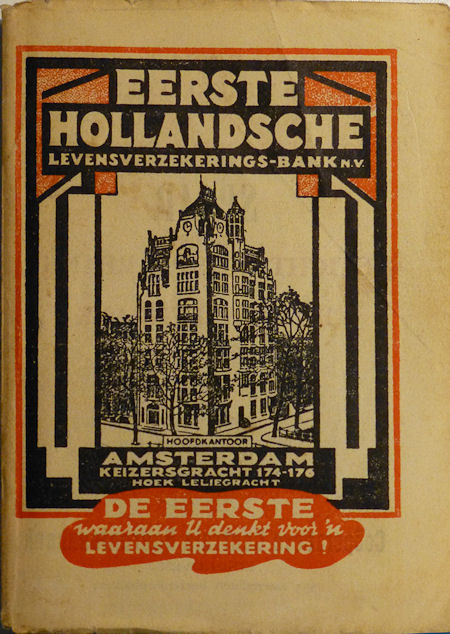 EERSTE
HOLLANDSCHE
LEVENSVERZEKERINGS-BANK N.V.
HOOFDKANTOOR
AMSTERDAM
KEIZERSGRACHT 174-176
HOEK LELIEGRACHT
DE EERSTE
waaraan U denkt voor 'n
LEVENSVERZEKERING!